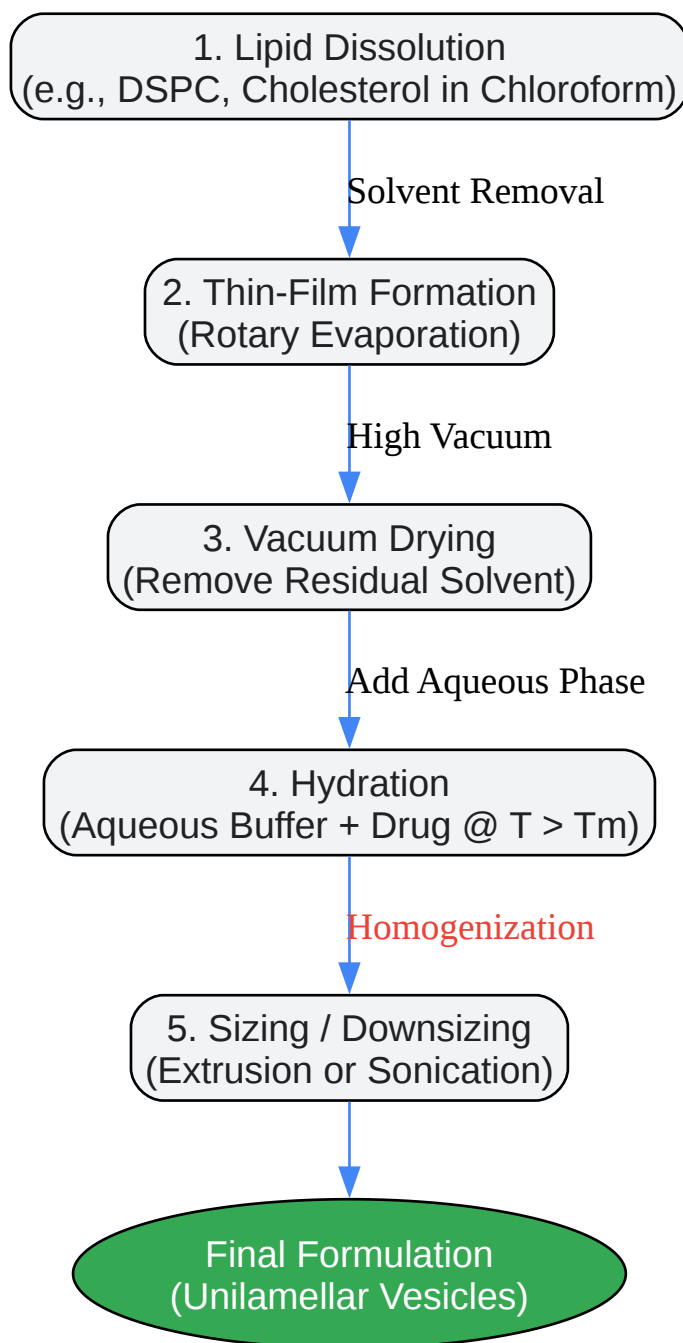 1. Lipid Dissolution
(e.g., DSPC, Cholesterol in Chloroform)
Solvent Removal
2. Thin-Film Formation
(Rotary Evaporation)
High Vacuum
3. Vacuum Drying
(Remove Residual Solvent)
Add Aqueous Phase
4. Hydration
(Aqueous Buffer + Drug @ T > Tm)
Homogenization
5. Sizing / Downsizing
(Extrusion or Sonication)
Final Formulation
(Unilamellar Vesicles)